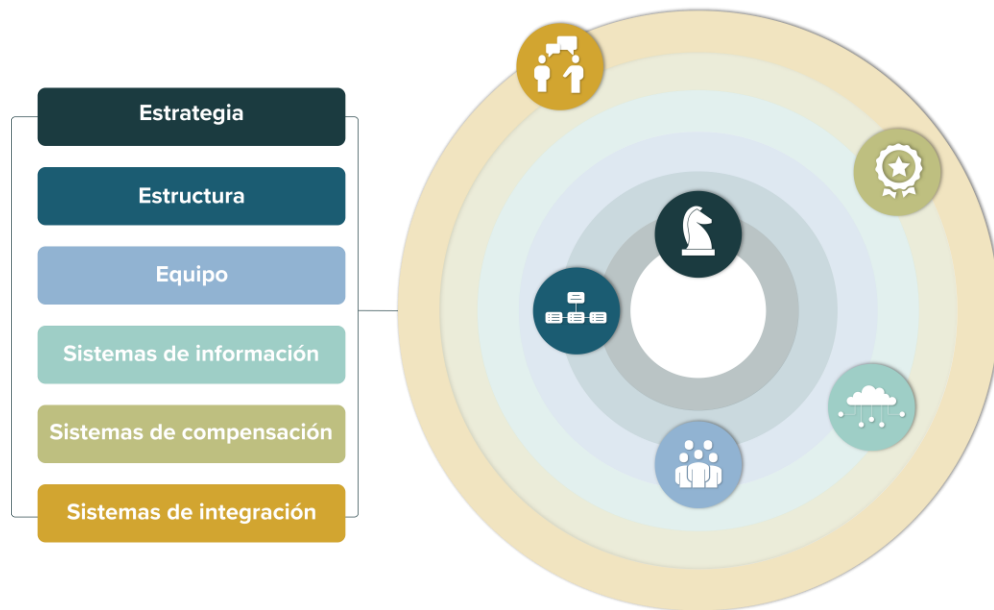 Estrategia
Estructura
Equipo
Sistemas de información
Sistemas de compensación
Sistemas de integración